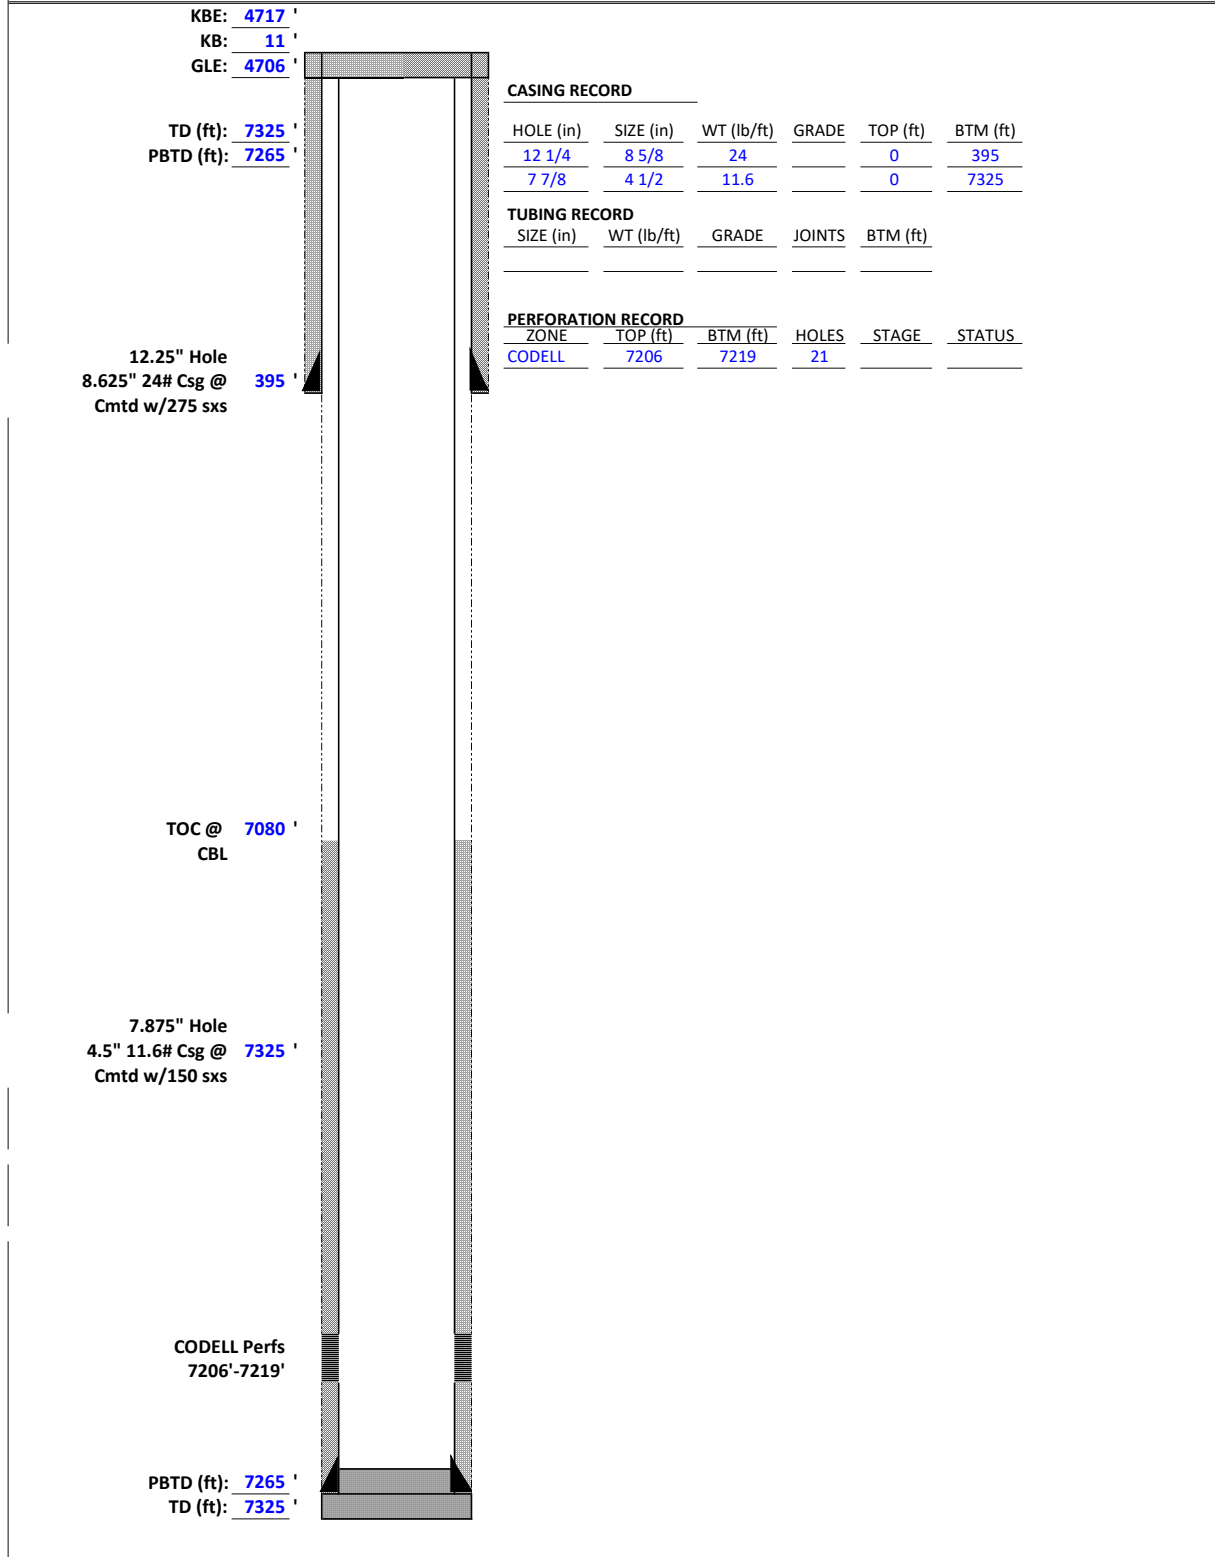 KBE: 4717 '
KB: 11 '
GLE: 4706 '
CASING RECORD
TD (ft): 7325 '
PBTD (ft): 7265 '
HOLE (in) SIZE (in) WT (lb/ft) GRADE TOP (ft) BTM (ft)
12 1/4 8 5/8 24 0 395
7 7/8 4 1/2 11.6 0 7325
TUBING RECORD
SIZE (in) WT (lb/ft) GRADE JOINTS BTM (ft)
PERFORATION RECORD
ZONE TOP (ft) BTM (ft) HOLES STAGE STATUS
CODELL 7206 7219 21
12.25" Hole
8.625" 24# Csg @ 395 '
Cmtd w/275 sxs
TOC @ 7080 '
CBL
7.875" Hole
4.5" 11.6# Csg @ 7325 '
Cmtd w/150 sxs
CODELL Perfs
7206'-7219'
PBTD (ft): 7265 '
TD (ft): 7325 '